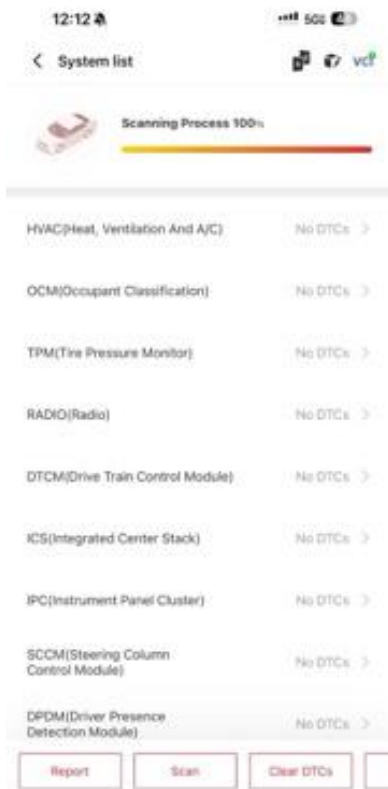 12:12
5GE
System list
vcf
Scanning Process 100%
HVAC(Heat, Ventilation And A/C) No DTCs
OCM(Occupant Classification) No DTCs
TPM(Tire Pressure Monitor) No DTCs
RADIO(Radio) No DTCs
DTCM(Drive Train Control Module) No DTCs
ICS(Integrated Center Stack) No DTCs
IPC(Instrument Panel Cluster) No DTCs
SCCM(Steering Column
Control Module) No DTCs
DPDM(Driver Presence
Detection Module) No DTCs
Report Scan Clear DTCs